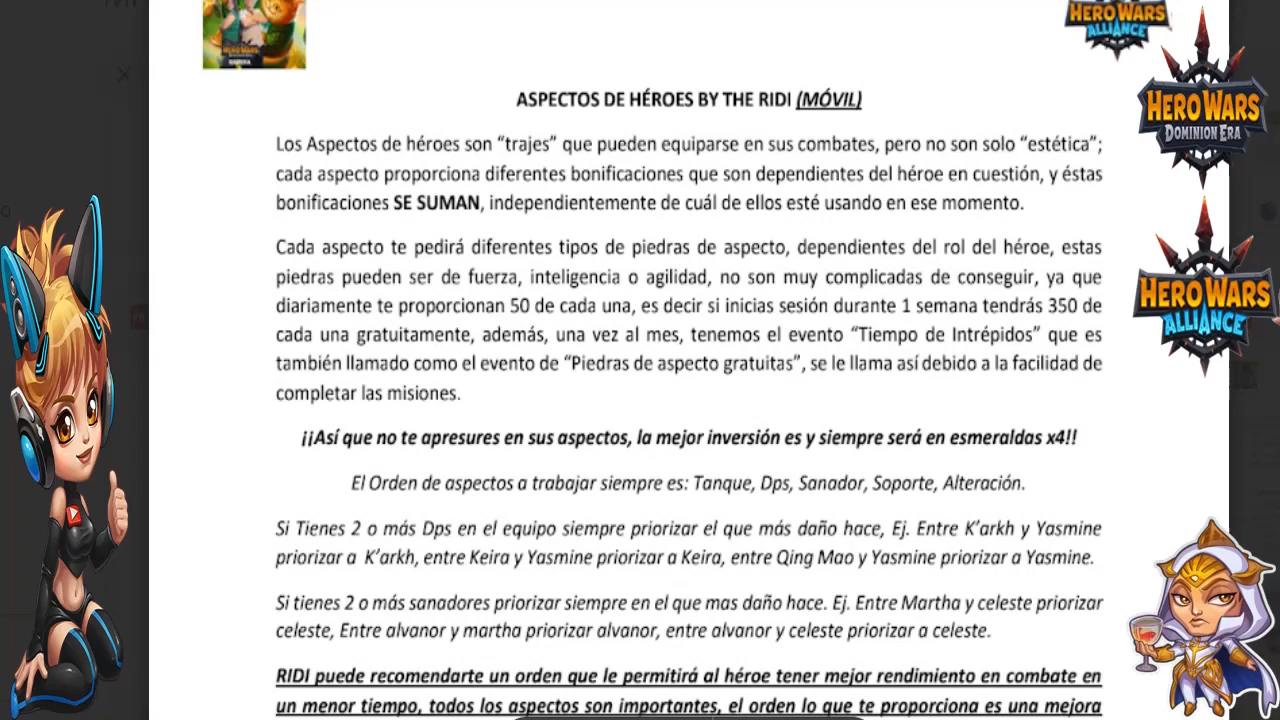 HERO WARS
HERO WARS
ALLIANCE
HERO WARS
DOMINION ERA
HERO WARS
ALLIANCE
ASPECTOS DE HÉROES BY THE RIDI (MÓVIL)
Los Aspectos de héroes son “trajes” que pueden equiparse en sus combates, pero no son solo “estética”;
cada aspecto proporciona diferentes bonificaciones que son dependientes del héroe en cuestión, y éstas
bonificaciones SE SUMAN, independientemente de cuál de ellos esté usando en ese momento.
Cada aspecto te pedirá diferentes tipos de piedras de aspecto, dependientes del rol del héroe, estas
piedras pueden ser de fuerza, inteligencia o agilidad, no son muy complicadas de conseguir, ya que
diariamente te proporcionan 50 de cada una, es decir si inicias sesión durante 1 semana tendrás 350 de
cada una gratuitamente, además, una vez al mes, tenemos el evento “Tiempo de Intrépidos” que es
también llamado como el evento de “Piedras de aspecto gratuitas”, se le llama así debido a la facilidad de
completar las misiones.
¡¡Así que no te apresures en sus aspectos, la mejor inversión es y siempre será en esmeraldas x4!!
El Orden de aspectos a trabajar siempre es: Tanque, Dps, Sanador, Soporte, Alteración.
Si Tienes 2 o más Dps en el equipo siempre priorizar el que más daño hace, Ej. Entre K’arkh y Yasmine
priorizar a K’arkh, entre Keira y Yasmine priorizar a Keira, entre Qing Mao y Yasmine priorizar a Yasmine.
Si tienes 2 o más sanadores priorizar siempre en el que mas daño hace. Ej. Entre Martha y celeste priorizar
celeste, Entre alvanor y martha priorizar alvanor, entre alvanor y celeste priorizar a celeste.
RIDI puede recomendarte un orden que le permitirá al héroe tener mejor rendimiento en combate en
un menor tiempo, todos los aspectos son importantes, el orden lo que te proporciona es una mejora